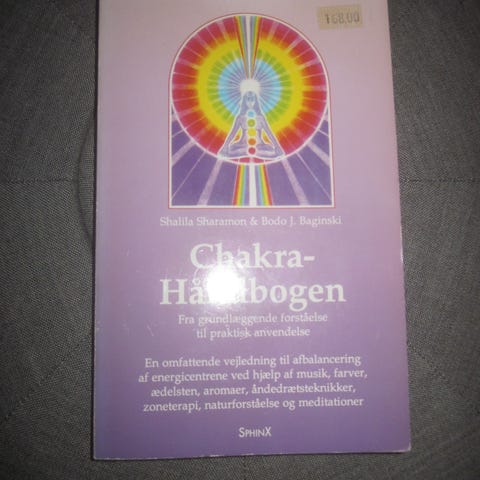 168.00
Shalila Sharamon & Bodo J. Baginski
Chakra-
Håndbogen
Fra grundlæggende forståelse
til praktisk anvendelse
En omfattende vejledning til afbalancering
af energicentrene ved hjælp af musik, farver,
ædelsten, aromaer, åndedrætsteknikker,
zoneterapi, naturforståelse og meditationer
SPHINX